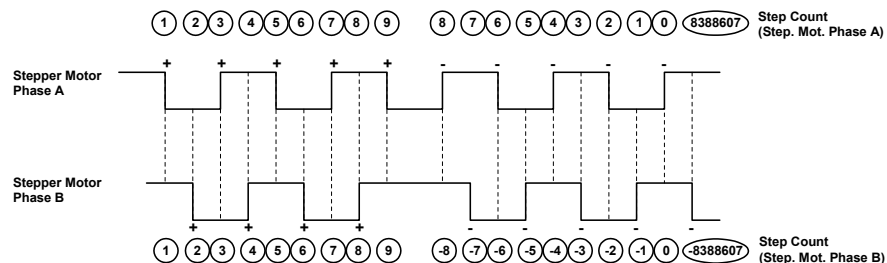 1 2 3 4 5 6 7 8 9 8 7 6 5 4 3 2 1 0 8388607 Step Count
(Step. Mot. Phase A)
+ + + + + - - - - -
Stepper Motor
Phase A
Stepper Motor
Phase B
+ + + + - - - - -
1 2 3 4 5 6 7 8 9 -8 -7 -6 -5 -4 -3 -2 -1 0 -8388607 Step Count
(Step. Mot. Phase B)